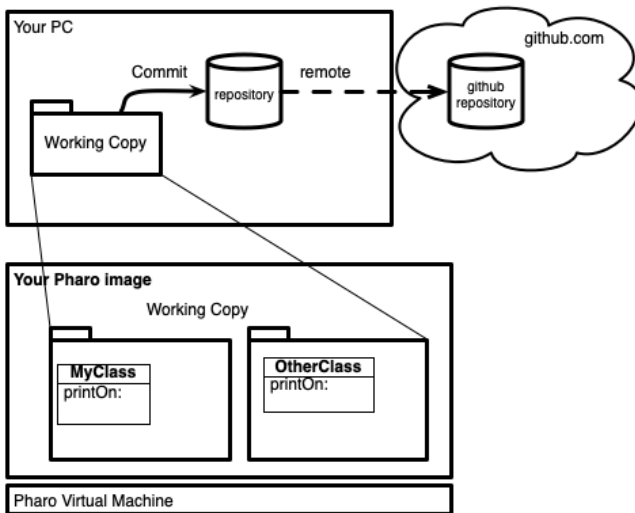 Your PC
github.com
Commit
remote
repository
github
repository
Working Copy
Your Pharo image
Working Copy
MyClass
printOn:
OtherClass
printOn:
Pharo Virtual Machine